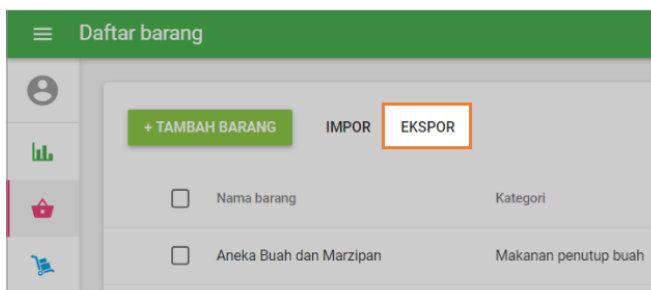 Daftar barang
+ TAMBAH BARANG IMPOR EKSPOR
Nama barang Kategori
Aneka Buah dan Marzipan Makanan penutup buah